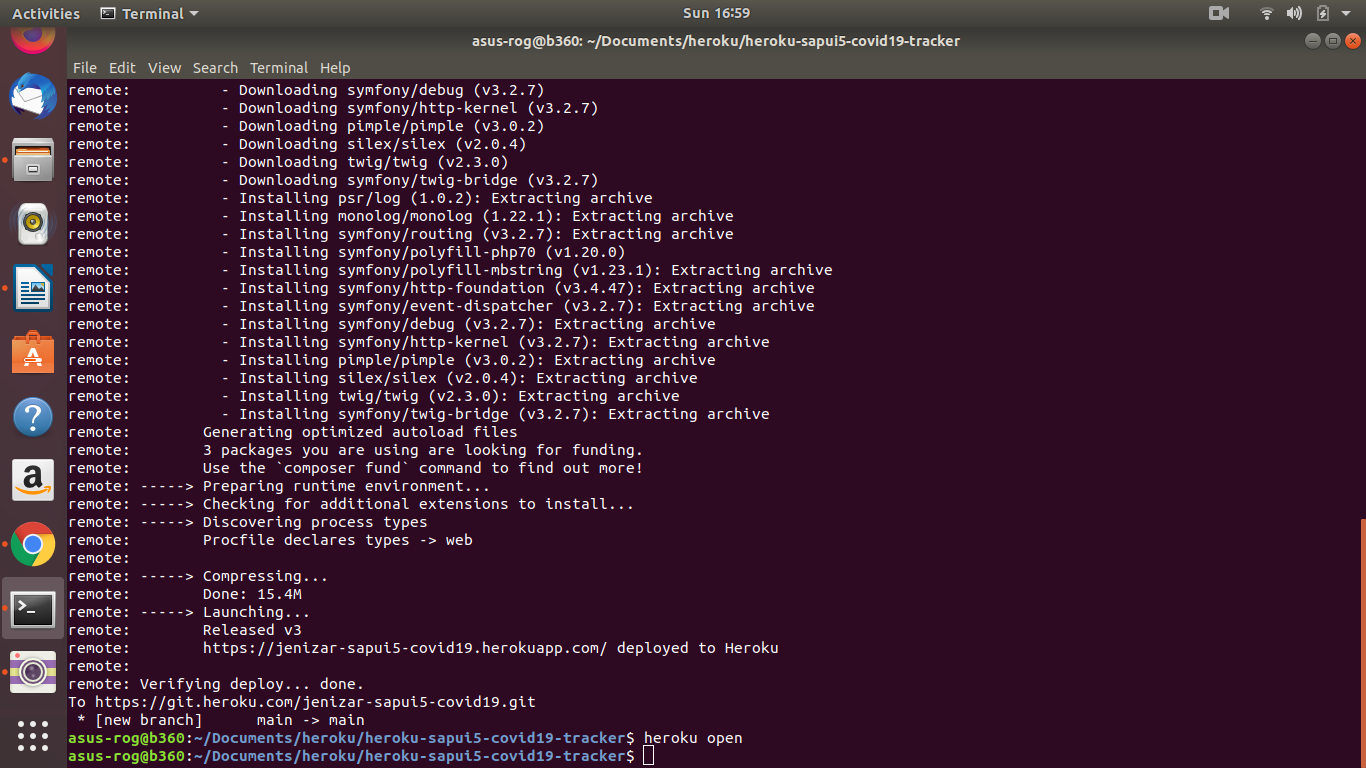 Activities Terminal Sun 16:59
asus-rog@b360: ~/Documents/heroku/heroku-sapui5-covid19-tracker
File Edit View Search Terminal Help
remote:          - Downloading symfony/debug (v3.2.7)
remote:          - Downloading symfony/http-kernel (v3.2.7)
remote:          - Downloading pimple/pimple (v3.0.2)
remote:          - Downloading silex/silex (v2.0.4)
remote:          - Downloading twig/twig (v2.3.0)
remote:          - Downloading symfony/twig-bridge (v3.2.7)
remote:          - Installing psr/log (1.0.2): Extracting archive
remote:          - Installing monolog/monolog (1.22.1): Extracting archive
remote:          - Installing symfony/routing (v3.2.7): Extracting archive
remote:          - Installing symfony/polyfill-php70 (v1.20.0)
remote:          - Installing symfony/polyfill-mbstring (v1.23.1): Extracting archive
remote:          - Installing symfony/http-foundation (v3.4.47): Extracting archive
remote:          - Installing symfony/event-dispatcher (v3.2.7): Extracting archive
remote:          - Installing symfony/debug (v3.2.7): Extracting archive
remote:          - Installing symfony/http-kernel (v3.2.7): Extracting archive
remote:          - Installing pimple/pimple (v3.0.2): Extracting archive
remote:          - Installing silex/silex (v2.0.4): Extracting archive
remote:          - Installing twig/twig (v2.3.0): Extracting archive
remote:          - Installing symfony/twig-bridge (v3.2.7): Extracting archive
remote:        Generating optimized autoload files
remote:        3 packages you are using are looking for funding.
remote:        Use the `composer fund` command to find out more!
remote: -----> Preparing runtime environment...
remote: -----> Checking for additional extensions to install...
remote: -----> Discovering process types
remote:        Procfile declares types -> web
remote:
remote: -----> Compressing...
remote:        Done: 15.4M
remote: -----> Launching...
remote:        Released v3
remote:        https://jenizar-sapui5-covid19.herokuapp.com/ deployed to Heroku
remote:
remote: Verifying deploy... done.
To https://git.heroku.com/jenizar-sapui5-covid19.git
 * [new branch]      main -> main
asus-rog@b360:~/Documents/heroku/heroku-sapui5-covid19-tracker$ heroku open
asus-rog@b360:~/Documents/heroku/heroku-sapui5-covid19-tracker$